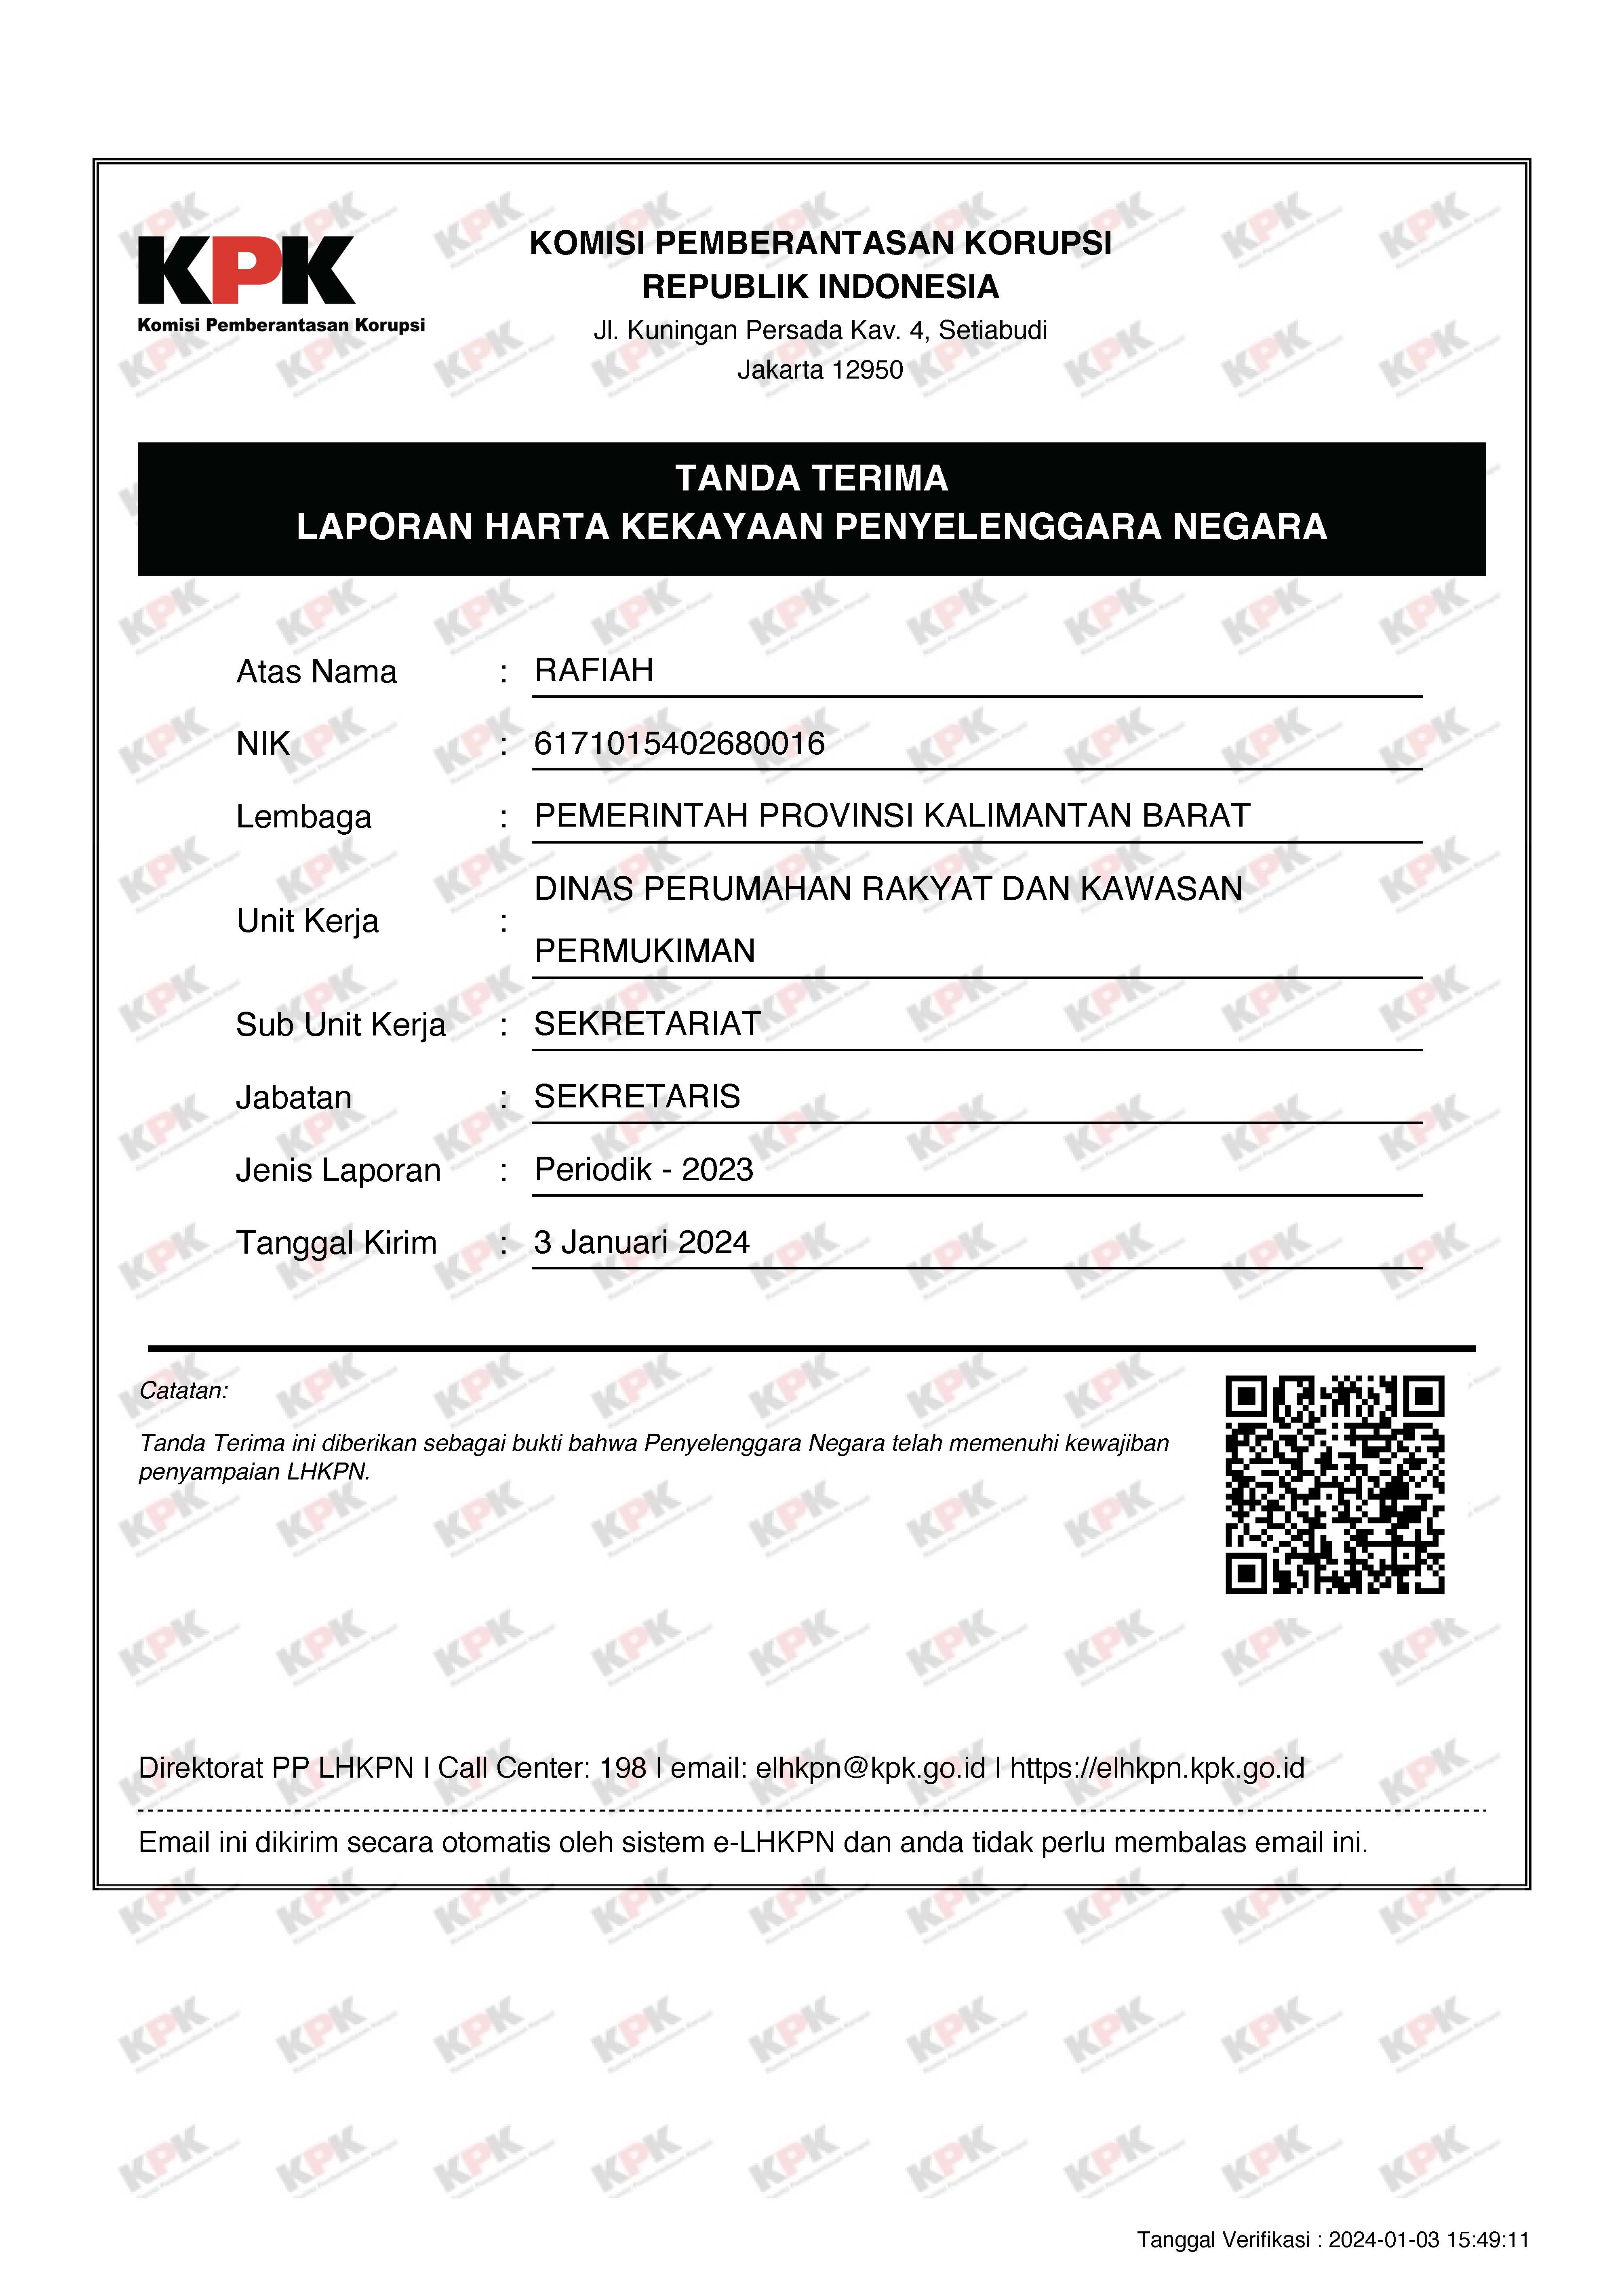 KPK
Komisi Pemberantasan Korupsi
KOMISI PEMBERANTASAN KORUPSI
REPUBLIK INDONESIA
Jl. Kuningan Persada Kav. 4, Setiabudi
Jakarta 12950
TANDA TERIMA
LAPORAN HARTA KEKAYAAN PENYELENGGARA NEGARA
Atas Nama : RAFIAH
NIK : 6171015402680016
Lembaga : PEMERINTAH PROVINSI KALIMANTAN BARAT
Unit Kerja : DINAS PERUMAHAN RAKYAT DAN KAWASAN
PERMUKIMAN
Sub Unit Kerja : SEKRETARIAT
Jabatan : SEKRETARIS
Jenis Laporan : Periodik - 2023
Tanggal Kirim : 3 Januari 2024
Catatan:
Tanda Terima ini diberikan sebagai bukti bahwa Penyelenggara Negara telah memenuhi kewajiban
penyampaian LHKPN.
Direktorat PP LHKPN I Call Center: 198 I email: elhkpn@kpk.go.id I https://elhkpn.kpk.go.id
Email ini dikirim secara otomatis oleh sistem e-LHKPN dan anda tidak perlu membalas email ini.
Tanggal Verifikasi : 2024-01-03 15:49:11